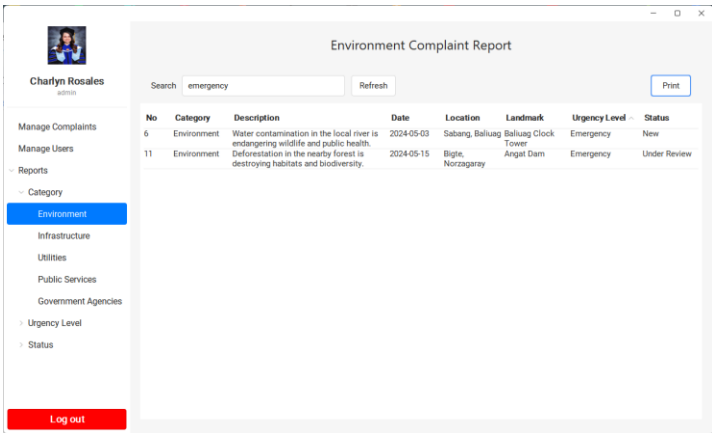 Environment Complaint Report
Charlyn Rosales
admin
Manage Complaints
Manage Users
Reports
Category
Environment
Infrastructure
Utilities
Public Services
Government Agencies
Urgency Level
Status
Log out
Search emergency Refresh Print
No Category Description Date Location Landmark Urgency Level Status
6 Environment Water contamination in the local river is 2024-05-03 Sabang, Baliuag Baliuag Clock Emergency New
endangering wildlife and public health. Tower
11 Environment Deforestation in the nearby forest is 2024-05-15 Bigte, Angat Dam Emergency Under Review
destroying habitats and biodiversity. Norzagaray